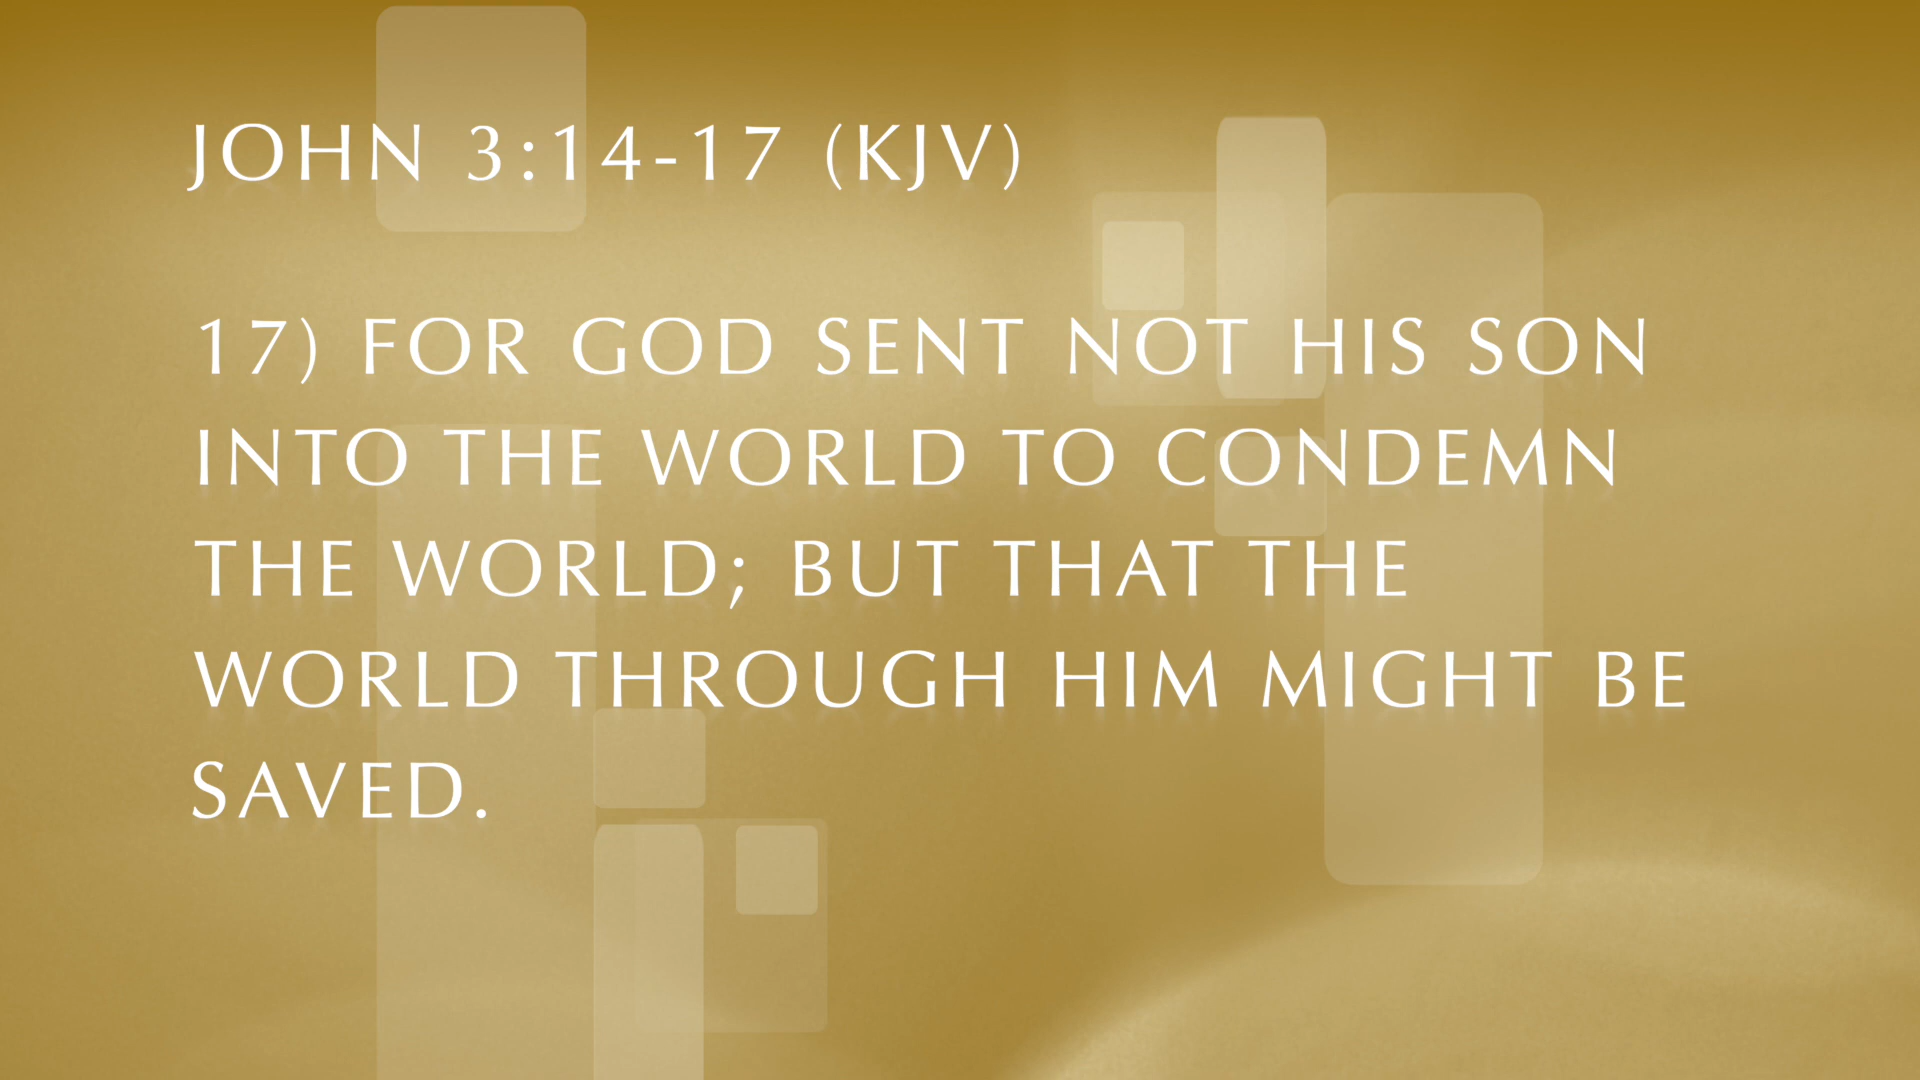 JOHN 3:14-17 (KJV)
17) FOR GOD SENT NOT HIS SON
INTO THE WORLD TO CONDEMN
THE WORLD; BUT THAT THE
WORLD THROUGH HIM MIGHT BE
SAVED.